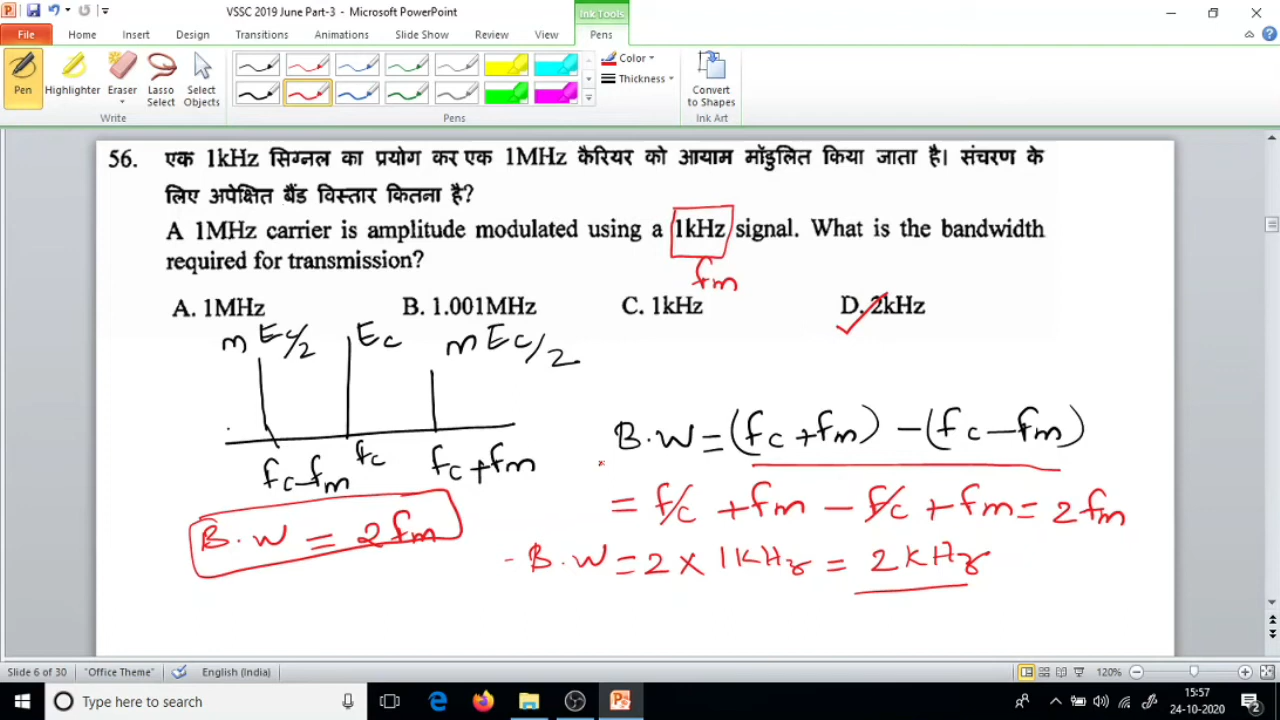 VSSC 2019 June Part-3 - Microsoft PowerPoint
Ink Tools
File Home Insert Design Transitions Animations Slide Show Review View Pens
Pen Highlighter Eraser Lasso Select Select Objects
Color
Thickness
Convert to Shapes
Write Pens Ink Art
56. एक 1kHz सिग्नल का प्रयोग कर एक 1MHz कैरियर को आयाम मॉडुलित किया जाता है। संचरण के
लिए अपेक्षित बैंड विस्तार कितना है?
A 1MHz carrier is amplitude modulated using a 1kHz signal. What is the bandwidth
required for transmission?
fm
A. 1MHz B. 1.001MHz C. 1kHz D. 2kHz
m Ec/2 Ec m Ec/2
B.W = (fc+fm) - (fc-fm)
fc-fm fc fc+fm
= fc + fm - fc + fm = 2 fm
B.W = 2fm
B.W = 2 x 1KHz = 2KHz
Slide 6 of 30 "Office Theme" English (India) 120%
Type here to search
15:57
24-10-2020
2